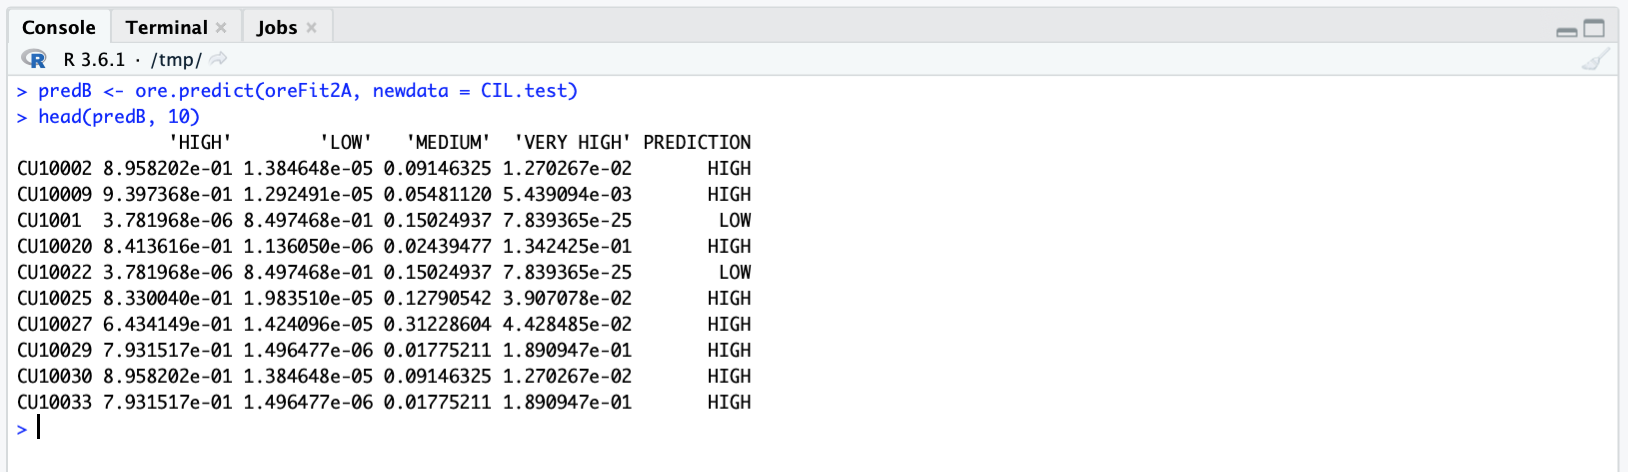 Console Terminal × Jobs ×
R R 3.6.1 · /tmp/
> predB <- ore.predict(oreFit2A, newdata = CIL.test)
> head(predB, 10)
'HIGH' 'LOW' 'MEDIUM' 'VERY HIGH' PREDICTION
CU10002 8.958202e-01 1.384648e-05 0.09146325 1.270267e-02 HIGH
CU10009 9.397368e-01 1.292491e-05 0.05481120 5.439094e-03 HIGH
CU1001 3.781968e-06 8.497468e-01 0.15024937 7.839365e-25 LOW
CU10020 8.413616e-01 1.136050e-06 0.02439477 1.342425e-01 HIGH
CU10022 3.781968e-06 8.497468e-01 0.15024937 7.839365e-25 LOW
CU10025 8.330040e-01 1.983510e-05 0.12790542 3.907078e-02 HIGH
CU10027 6.434149e-01 1.424096e-05 0.31228604 4.428485e-02 HIGH
CU10029 7.931517e-01 1.496477e-06 0.01775211 1.890947e-01 HIGH
CU10030 8.958202e-01 1.384648e-05 0.09146325 1.270267e-02 HIGH
CU10033 7.931517e-01 1.496477e-06 0.01775211 1.890947e-01 HIGH
>